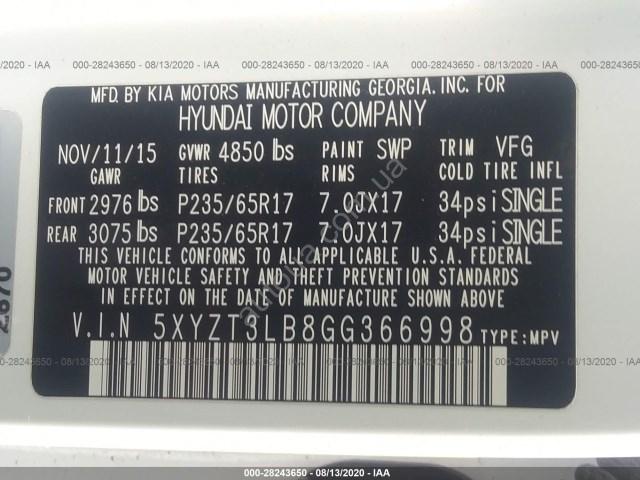 000-28243650 - 08/13/2020 - IAA
MFD. BY KIA MOTORS MANUFACTURING GEORGIA. INC. FOR
HYUNDAI MOTOR COMPANY
NOV/11/15 GVWR 4850 lbs PAINT SWP TRIM VFG
GAWR TIRES RIMS COLD TIRE INFL
FRONT 2976 lbs P235/65R17 7.0JX17 34psi SINGLE
REAR 3075 lbs P235/65R17 7.0JX17 34psi SINGLE
THIS VEHICLE CONFORMS TO ALL APPLICABLE U.S.A. FEDERAL
MOTOR VEHICLE SAFETY AND THEFT PREVENTION STANDARDS
IN EFFECT ON THE DATE OF MANUFACTURE SHOWN ABOVE.
V.I.N 5XYZT3LB8GG366998 TYPE: MPV
000-28243650 - 08/13/2020 - IAA